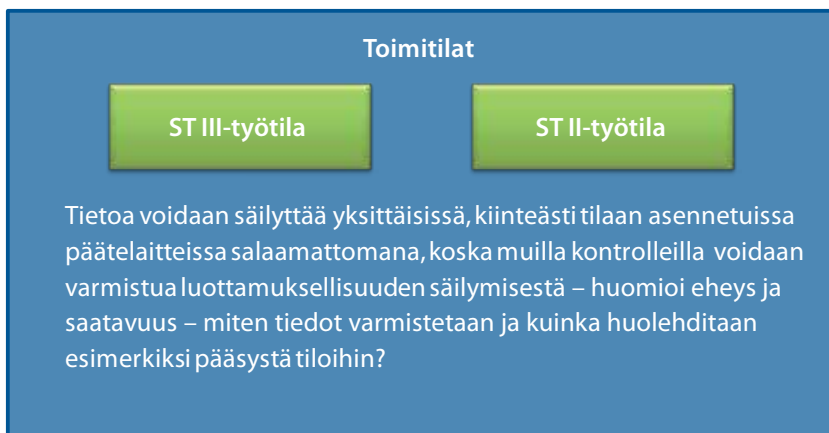 Toimitilat
ST III-työtila
ST II-työtila
Tietoa voidaan säilyttää yksittäisissä, kiinteästi tilaan asennetuissa
päätelaitteissa salaamattomana, koska muilla kontrolleilla voidaan
varmistua luottamuksellisuuden säilymisestä – huomioi eheys ja
saatavuus – miten tiedot varmistetaan ja kuinka huolehditaan
esimerkiksi pääsystä tiloihin?